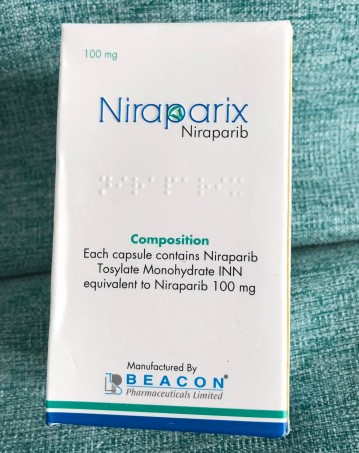 100 mg
Niraparix
Niraparib
Composition
Each capsule contains Niraparib
Tosylate Monohydrate INN
equivalent to Niraparib 100 mg
Manufactured By
BEACON®
Pharmaceuticals Limited